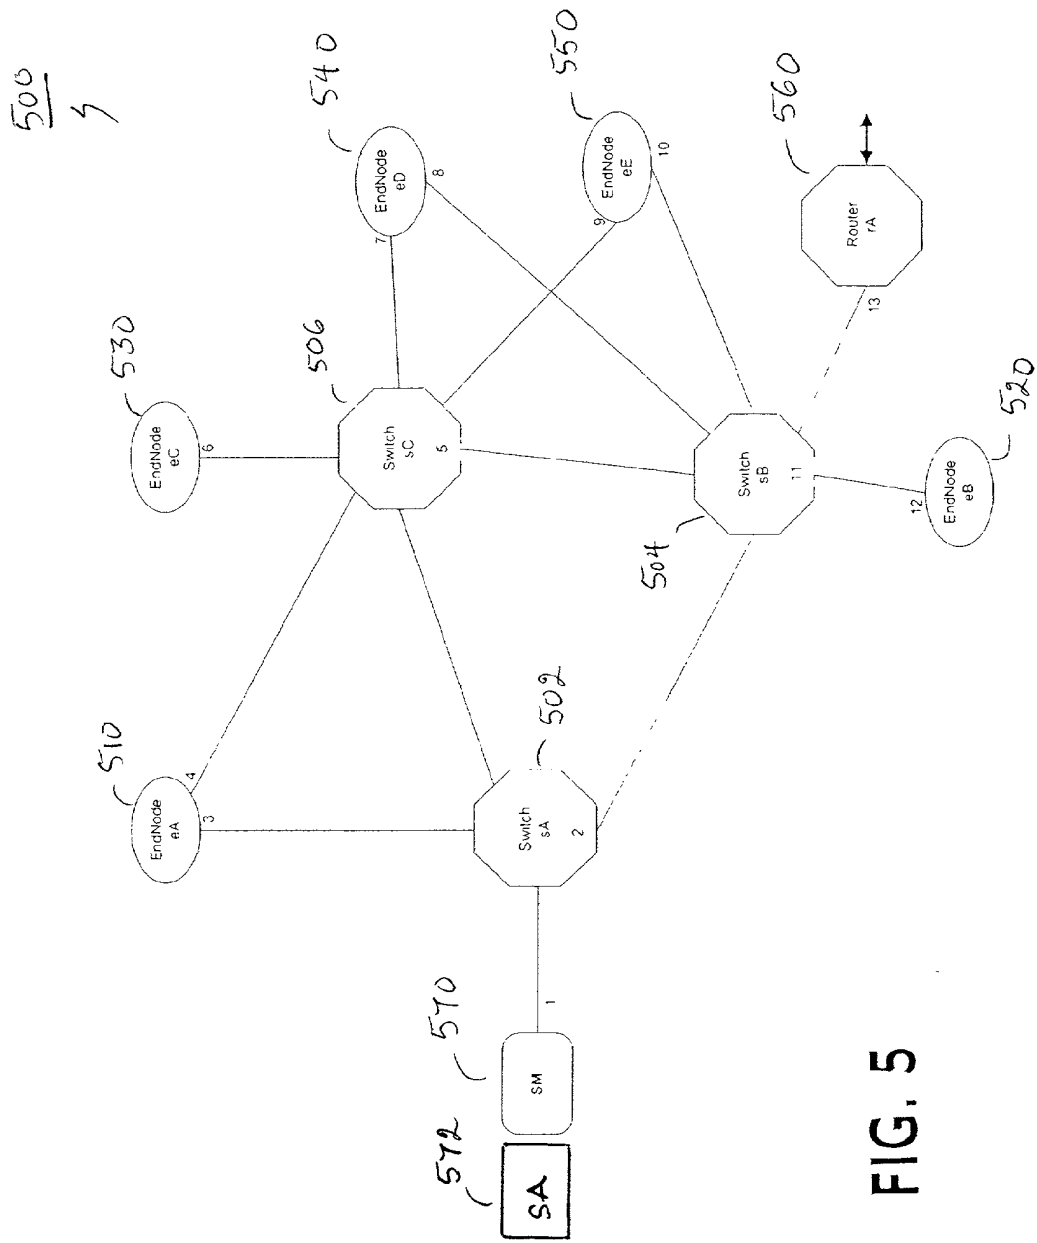 500
510
EndNode
eA
3
4
530
EndNode
eC
6
540
EndNode
eD
7
8
550
EndNode
eE
9
10
506
Switch
sC
5
502
Switch
sA
2
504
Switch
sB
11
560
Router
rA
13
520
EndNode
eB
12
570
SM
1
572
SA
FIG. 5